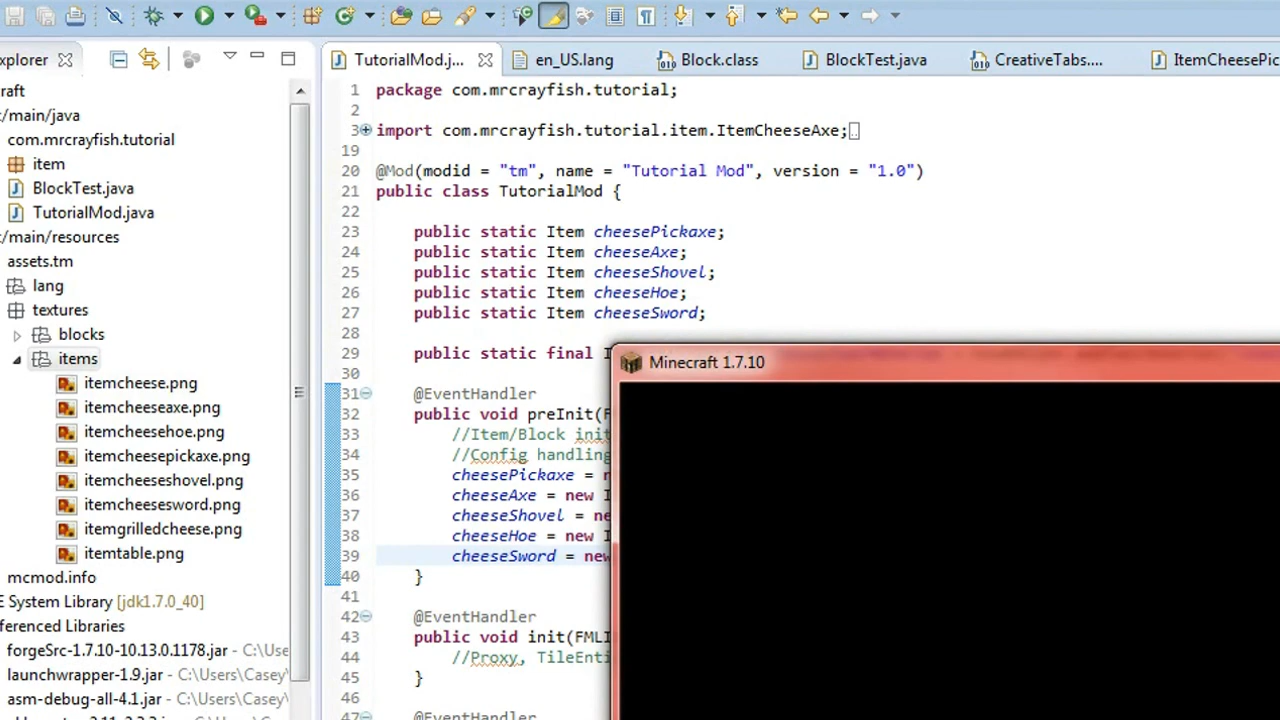 xplorer
TutorialMod.j...
en_US.lang
Block.class
BlockTest.java
CreativeTabs....
ItemCheesePic
raft
c/main/java
com.mrcrayfish.tutorial
item
BlockTest.java
TutorialMod.java
c/main/resources
assets.tm
lang
textures
blocks
items
itemcheese.png
itemcheeseaxe.png
itemcheesehoe.png
itemcheesepickaxe.png
itemcheeseshovel.png
itemcheesesword.png
itemgrilledcheese.png
itemtable.png
mcmod.info
E System Library [jdk1.7.0_40]
eferenced Libraries
forgeSrc-1.7.10-10.13.0.1178.jar - C:\Use
launchwrapper-1.9.jar - C:\Users\Casey\
asm-debug-all-4.1.jar - C:\Users\Casey\
1 package com.mrcrayfish.tutorial;
2
3 import com.mrcrayfish.tutorial.item.ItemCheeseAxe;
19
20 @Mod(modid = "tm", name = "Tutorial Mod", version = "1.0")
21 public class TutorialMod {
22
23 public static Item cheesePickaxe;
24 public static Item cheeseAxe;
25 public static Item cheeseShovel;
26 public static Item cheeseHoe;
27 public static Item cheeseSword;
28
29 public static final I
30
31 @EventHandler
32 public void preInit(F
33 //Item/Block init
34 //Config handling
35 cheesePickaxe = n
36 cheeseAxe = new I
37 cheeseShovel = ne
38 cheeseHoe = new I
39 cheeseSword = new
40 }
41
42 @EventHandler
43 public void init(FMLI
44 //Proxy, TileEnti
45 }
46
47 @EventHandler
Minecraft 1.7.10